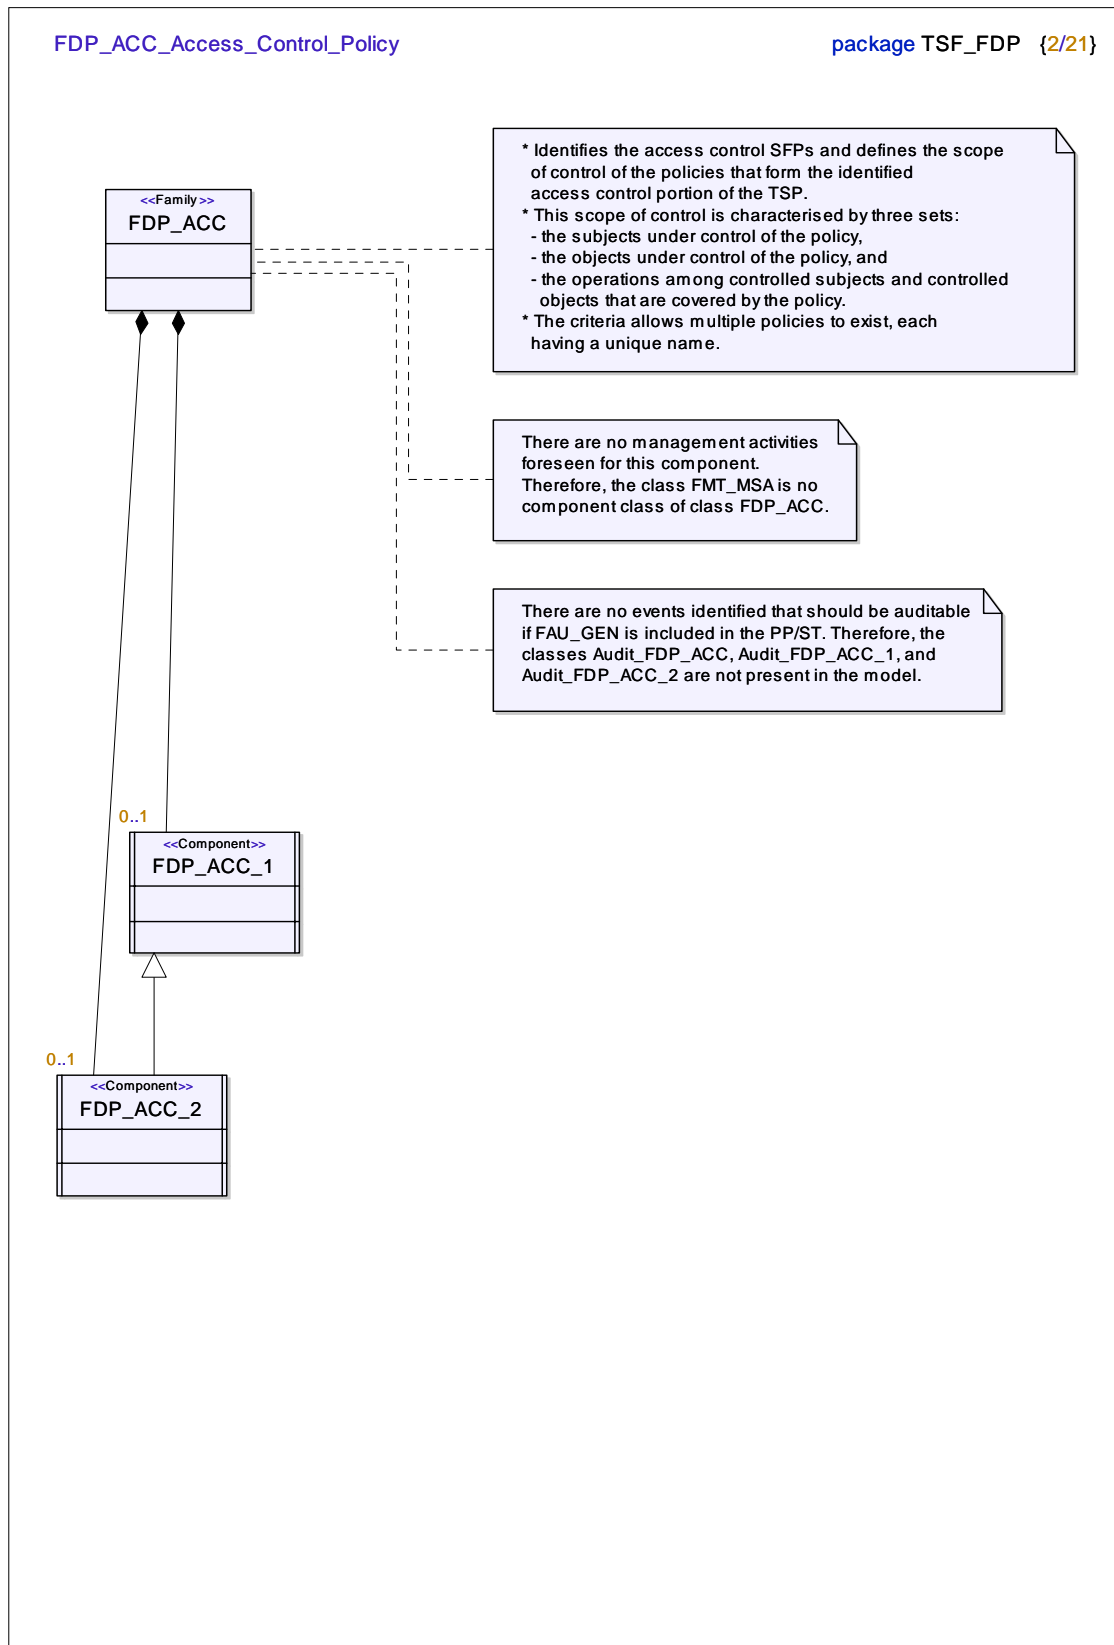 FDP_ACC_Access_Control_Policy
package TSF_FDP {2/21}
* Identifies the access control SFPs and defines the scope
of control of the policies that form the identified
access control portion of the TSP.
* This scope of control is characterised by three sets:
- the subjects under control of the policy,
- the objects under control of the policy, and
- the operations among controlled subjects and controlled
objects that are covered by the policy.
* The criteria allows multiple policies to exist, each
having a unique name.
<<Family>>
FDP_ACC
There are no management activities
foreseen for this component.
Therefore, the class FMT_MSA is no
component class of class FDP_ACC.
There are no events identified that should be auditable
if FAU_GEN is included in the PP/ST. Therefore, the
classes Audit_FDP_ACC, Audit_FDP_ACC_1, and
Audit_FDP_ACC_2 are not present in the model.
0..1
<<Component>>
FDP_ACC_1
0..1
<<Component>>
FDP_ACC_2